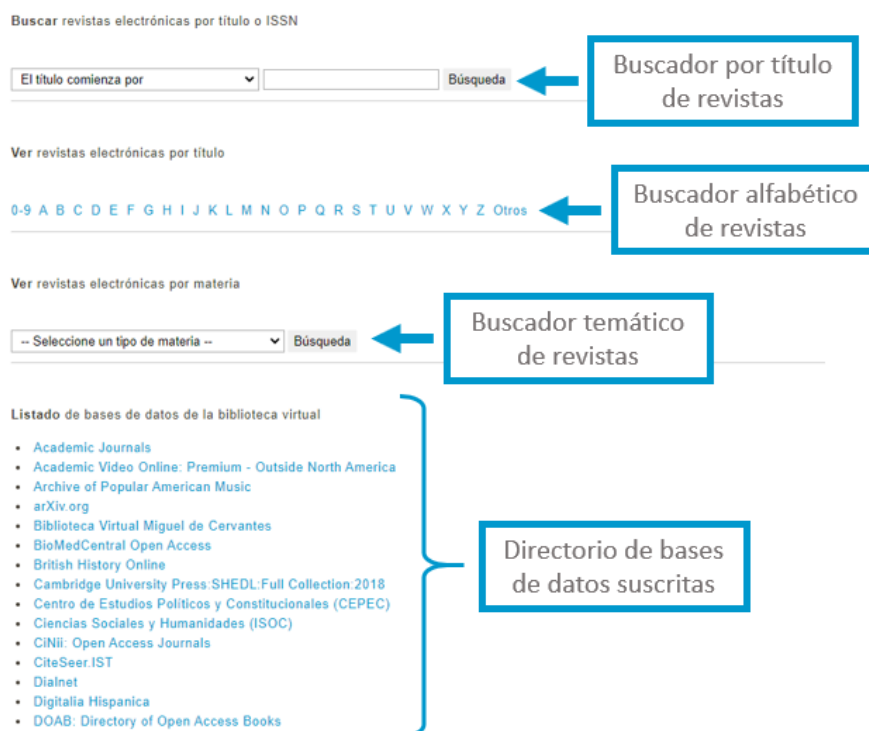 Buscar revistas electrónicas por título o ISSN
El título comienza por
Búsqueda
Buscador por título
de revistas
Ver revistas electrónicas por título
0-9 A B C D E F G H I J K L M N O P Q R S T U V W X Y Z Otros
Buscador alfabético
de revistas
Ver revistas electrónicas por materia
-- Seleccione un tipo de materia --
Búsqueda
Buscador temático
de revistas
Listado de bases de datos de la biblioteca virtual
Academic Journals
Academic Video Online: Premium - Outside North America
Archive of Popular American Music
arXiv.org
Biblioteca Virtual Miguel de Cervantes
BioMedCentral Open Access
British History Online
Cambridge University Press:SHEDL:Full Collection:2018
Centro de Estudios Políticos y Constitucionales (CEPEC)
Ciencias Sociales y Humanidades (ISOC)
CiNii: Open Access Journals
CiteSeer.IST
Dialnet
Digitalia Hispanica
DOAB: Directory of Open Access Books
Directorio de bases
de datos suscritas